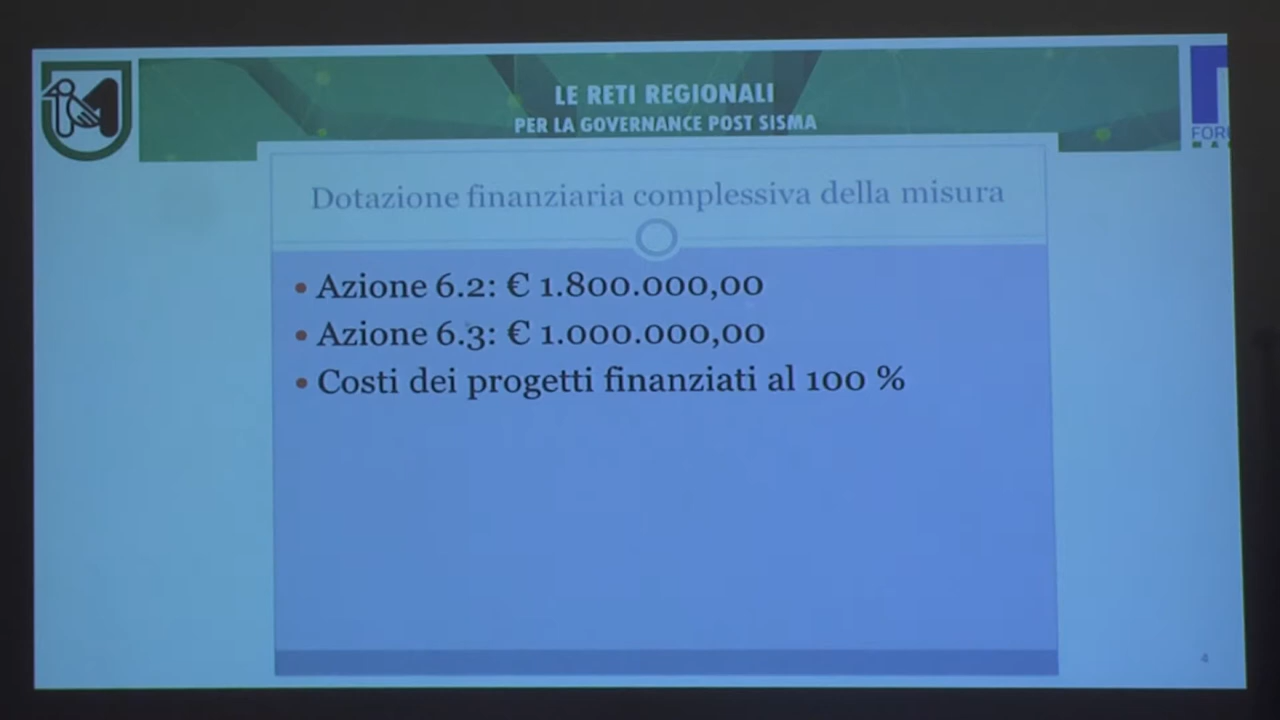 LE RETI REGIONALI
PER LA GOVERNANCE POST SISMA
Dotazione finanziaria complessiva della misura
• Azione 6.2: € 1.800.000,00
• Azione 6.3: € 1.000.000,00
• Costi dei progetti finanziati al 100 %
4